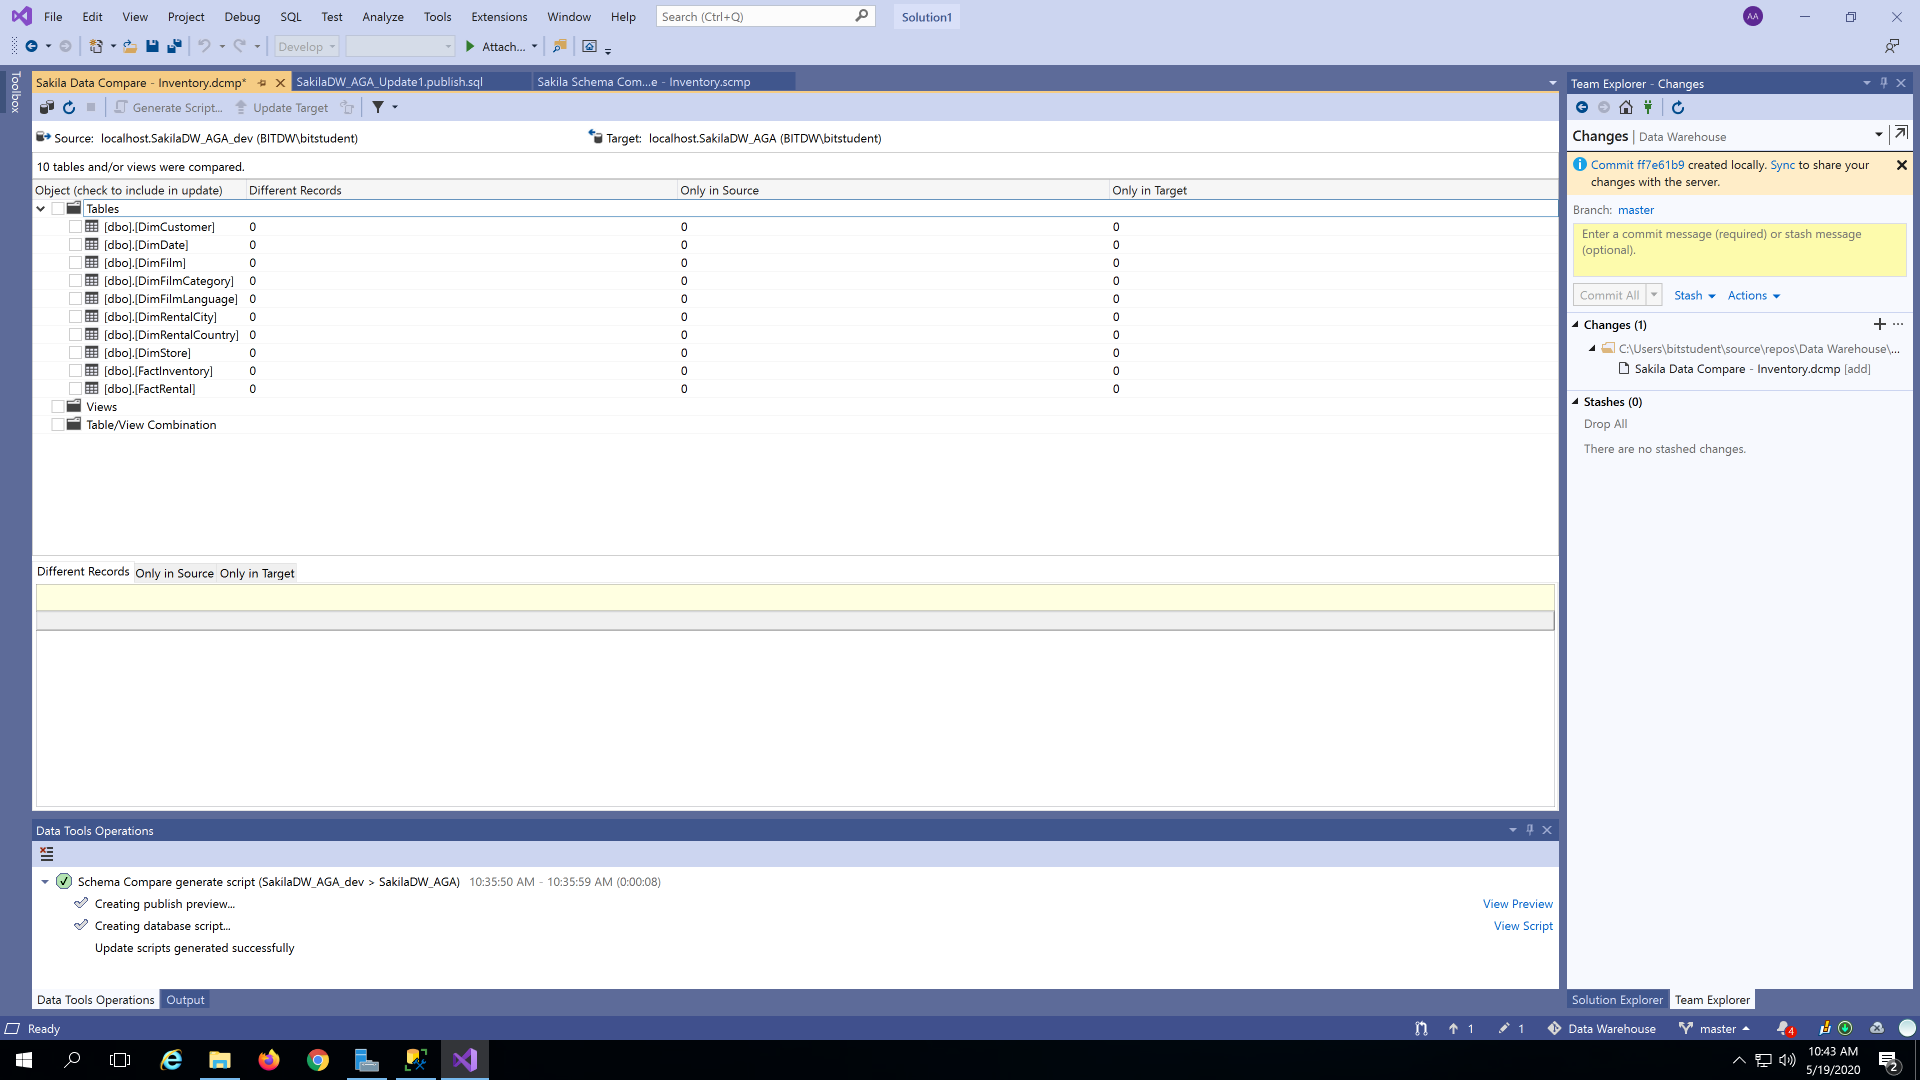 File Edit View Project Debug SQL Test Analyze Tools Extensions Window Help Search (Ctrl+Q) Solution1 AA
Develop Attach...
Toolbox
Sakila Data Compare - Inventory.dcmp* SakilaDW_AGA_Update1.publish.sql Sakila Schema Com...e - Inventory.scmp
Generate Script... Update Target
Source: localhost.SakilaDW_AGA_dev (BITDW\bitstudent) Target: localhost.SakilaDW_AGA (BITDW\bitstudent)
10 tables and/or views were compared.
Object (check to include in update) Different Records Only in Source Only in Target
Tables
[dbo].[DimCustomer] 0 0 0
[dbo].[DimDate] 0 0 0
[dbo].[DimFilm] 0 0 0
[dbo].[DimFilmCategory] 0 0 0
[dbo].[DimFilmLanguage] 0 0 0
[dbo].[DimRentalCity] 0 0 0
[dbo].[DimRentalCountry] 0 0 0
[dbo].[DimStore] 0 0 0
[dbo].[FactInventory] 0 0 0
[dbo].[FactRental] 0 0 0
Views
Table/View Combination
Different Records Only in Source Only in Target
Data Tools Operations
Schema Compare generate script (SakilaDW_AGA_dev > SakilaDW_AGA) 10:35:50 AM - 10:35:59 AM (0:00:08)
Creating publish preview... View Preview
Creating database script... View Script
Update scripts generated successfully
Data Tools Operations Output
Team Explorer - Changes
Changes | Data Warehouse
Commit ff7e61b9 created locally. Sync to share your
changes with the server.
Branch: master
Enter a commit message (required) or stash message
(optional).
Commit All Stash Actions
Changes (1)
C:\Users\bitstudent\source\repos\Data Warehouse\...
Sakila Data Compare - Inventory.dcmp [add]
Stashes (0)
Drop All
There are no stashed changes.
Solution Explorer Team Explorer
Ready 1 1 Data Warehouse master 4
10:43 AM
5/19/2020
2